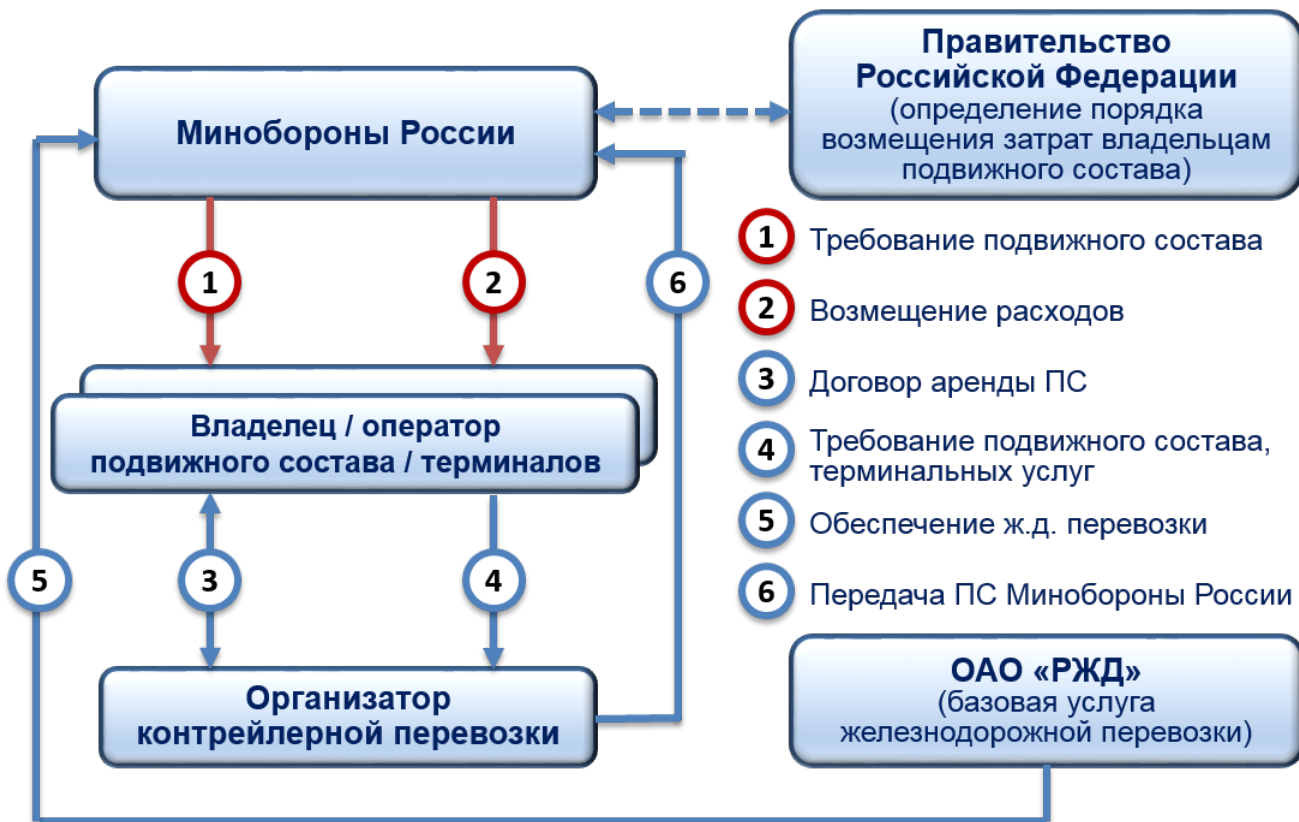 Правительство
Российской Федерации
(определение порядка
возмещения затрат владельцам
подвижного состава)
Минобороны России
1
2
6
1 Требование подвижного состава
2 Возмещение расходов
3 Договор аренды ПС
4 Требование подвижного состава,
терминальных услуг
5 Обеспечение ж.д. перевозки
6 Передача ПС Минобороны России
Владелец / оператор
подвижного состава / терминалов
5
3
4
Организатор
контрейлерной перевозки
ОАО «РЖД»
(базовая услуга
железнодорожной перевозки)